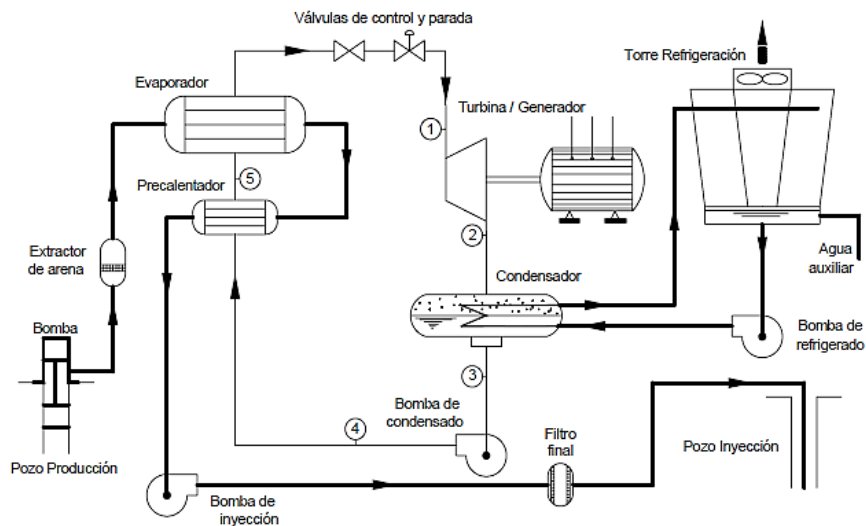 Válvulas de control y parada
Torre Refrigeración
Evaporador
Turbina / Generador
1
Precalentador
5
Extractor
de arena
2
Condensador
Agua
auxiliar
Bomba
Bomba de
refrigerado
3
Bomba de
condensado
4
Filtro
final
Pozo Inyección
Pozo Producción
Bomba de
inyección